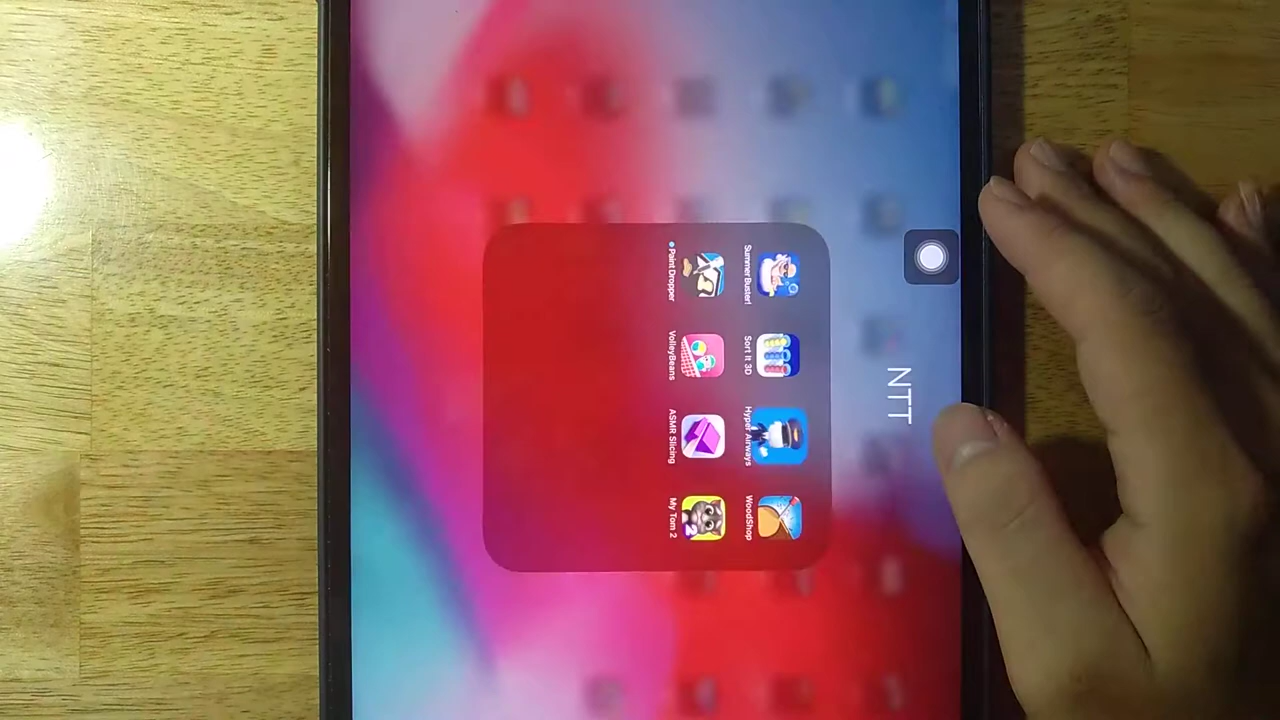 NTT
Summer Buster!
Sort It 3D
Hyper Airways
WoodShop
Paint Dropper
VolleyBeans
ASMR Slicing
My Tom 2